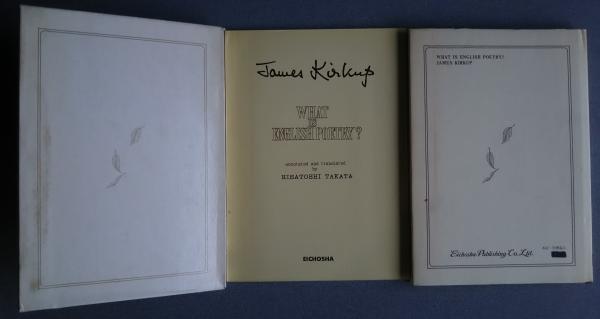 James Kirkup
WHAT
IS
ENGLISH POETRY?
annotated and translated
by
HISATOSHI TAKATA
EICHOSHA
WHAT IS ENGLISH POETRY?
JAMES KIRKUP
Eichosha Publishing Co., Ltd.